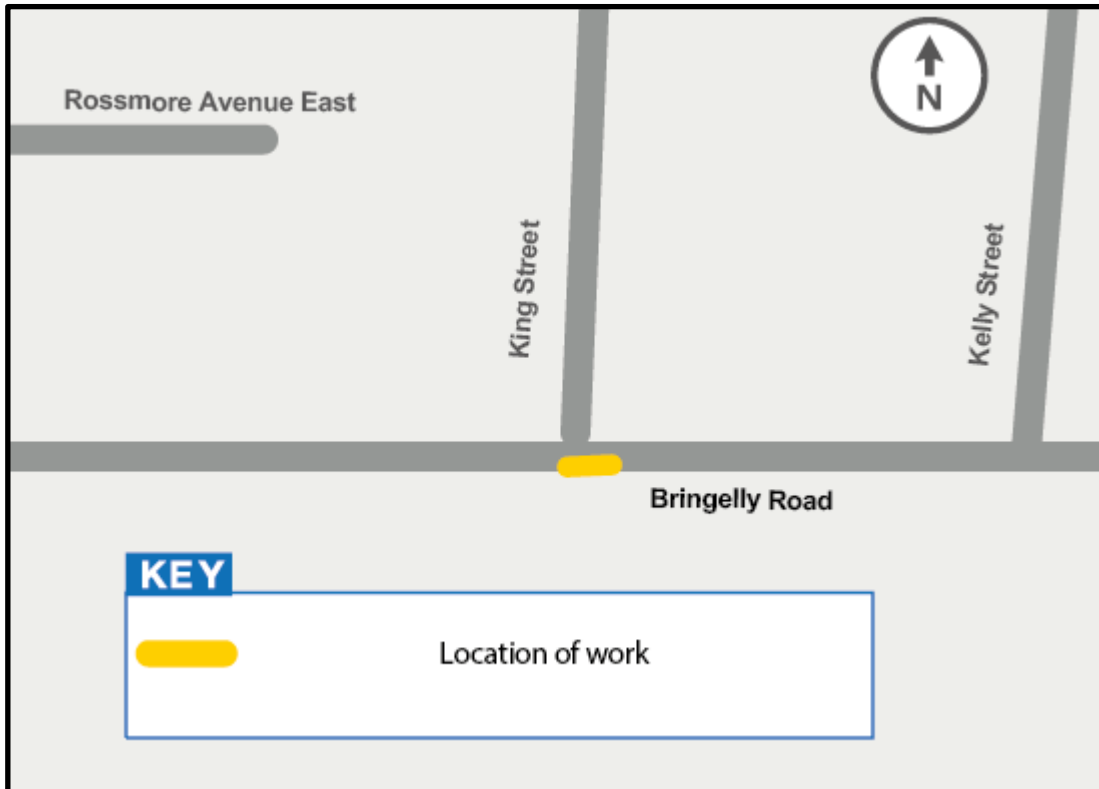 Rossmore Avenue East
N
King Street
Kelly Street
Bringelly Road
KEY
Location of work